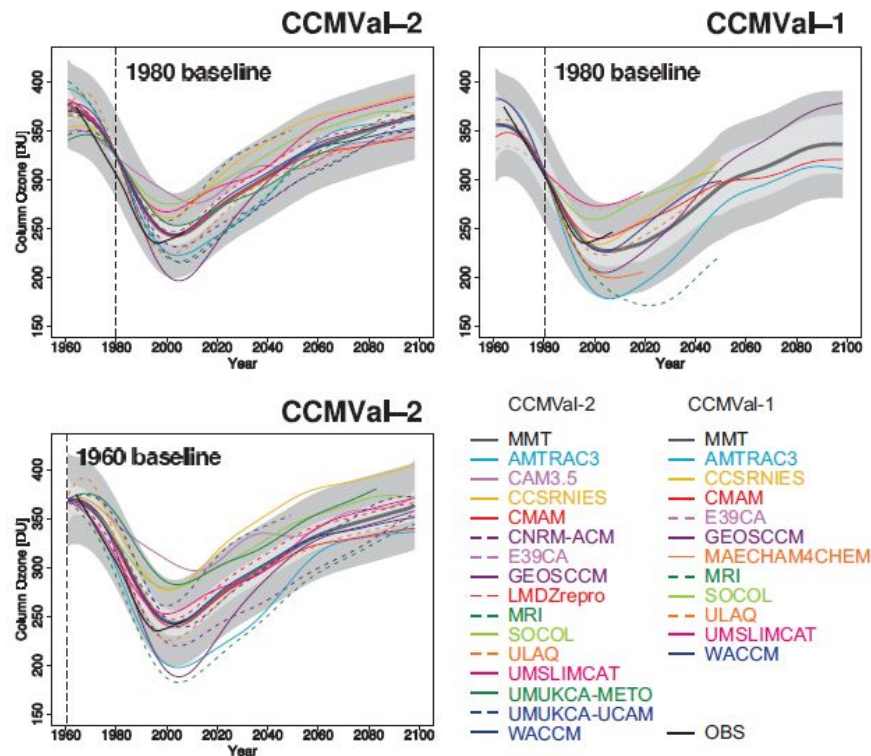 CCMVal–2
1980 baseline
Column Ozone [DU]
400
350
300
250
200
150
1960 1980 2000 2020 2040 2060 2080 2100
Year
CCMVal–1
1980 baseline
400
350
300
250
200
150
1960 1980 2000 2020 2040 2060 2080 2100
Year
CCMVal–2
1960 baseline
Column Ozone [DU]
400
350
300
250
200
150
1960 1980 2000 2020 2040 2060 2080 2100
Year
CCMVal-2
MMT
AMTRAC3
CAM3.5
CCSRNIES
CMAM
CNRM-ACM
E39CA
GEOSCCM
LMDZrepro
MRI
SOCOL
ULAQ
UMSLIMCAT
UMUKCA-METO
UMUKCA-UCAM
WACCM
CCMVal-1
MMT
AMTRAC3
CCSRNIES
CMAM
E39CA
GEOSCCM
MAECHAM4CHEM
MRI
SOCOL
ULAQ
UMSLIMCAT
WACCM
OBS